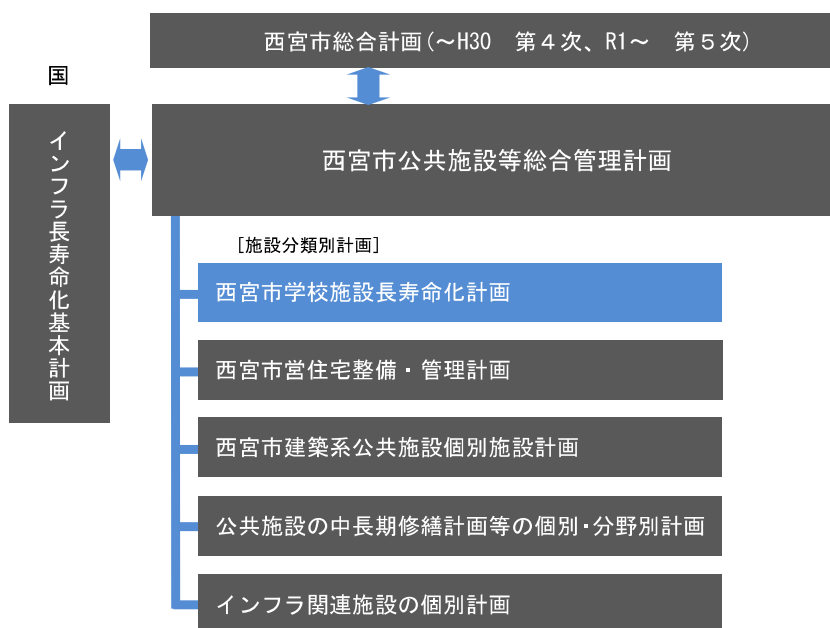 西宮市総合計画(～H30　第４次、R1～　第５次)
国
インフラ長寿命化基本計画
西宮市公共施設等総合管理計画
[施設分類別計画]
西宮市学校施設長寿命化計画
西宮市営住宅整備・管理計画
西宮市建築系公共施設個別施設計画
公共施設の中長期修繕計画等の個別・分野別計画
インフラ関連施設の個別計画